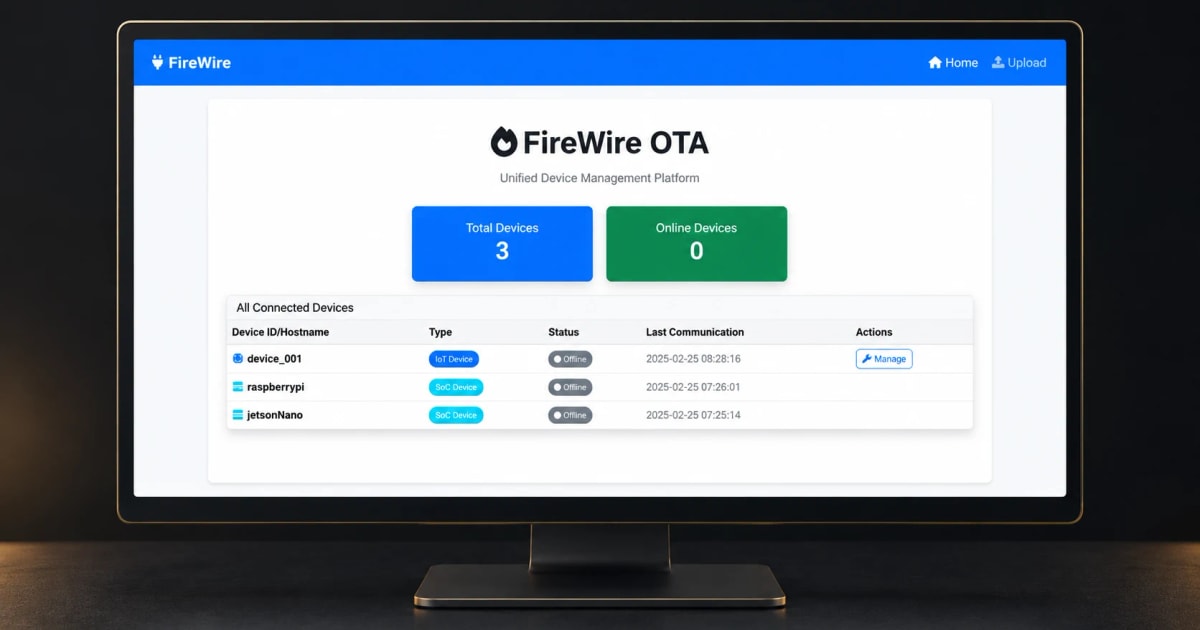 FireWire
Home Upload
FireWire OTA
Unified Device Management Platform
Total Devices
3
Online Devices
0
All Connected Devices
Device ID/Hostname Type Status Last Communication Actions
device_001 IoT Device Offline 2025-02-25 08:28:16 Manage
raspberrypi SoC Device Offline 2025-02-25 07:26:01
jetsonNano SoC Device Offline 2025-02-25 07:25:14